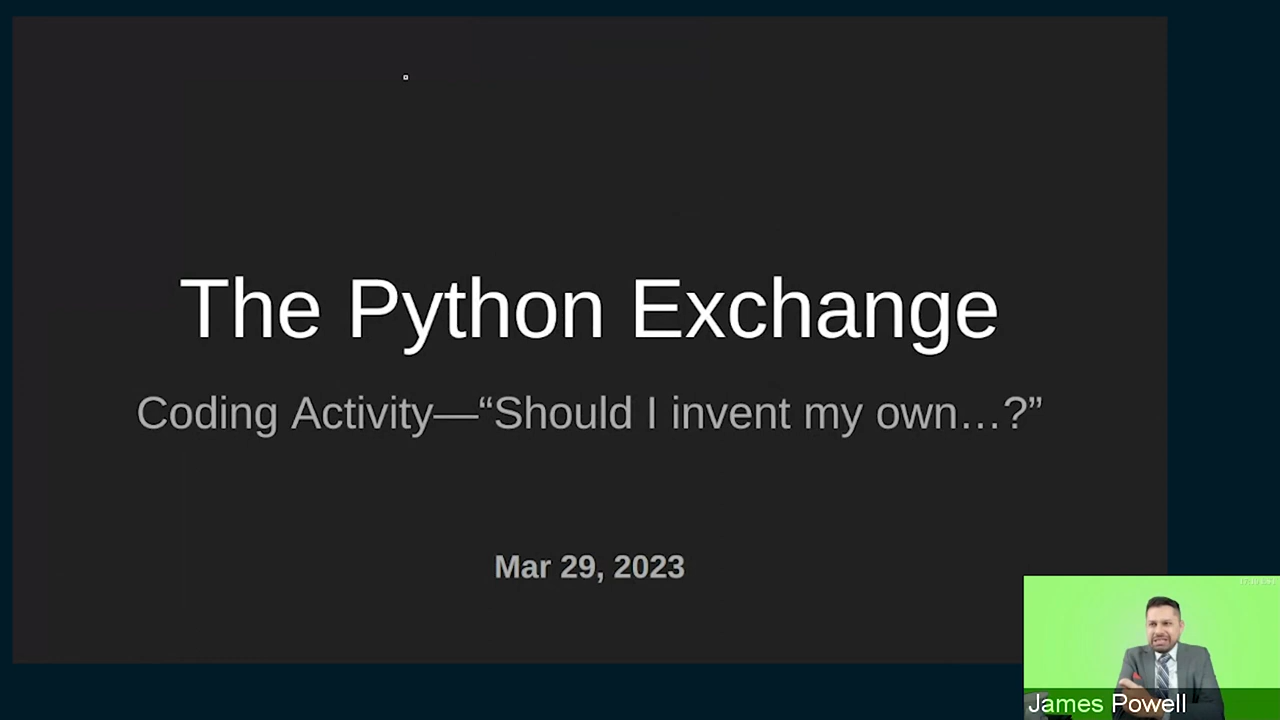 The Python Exchange
Coding Activity—“Should I invent my own…?”
Mar 29, 2023
James Powell